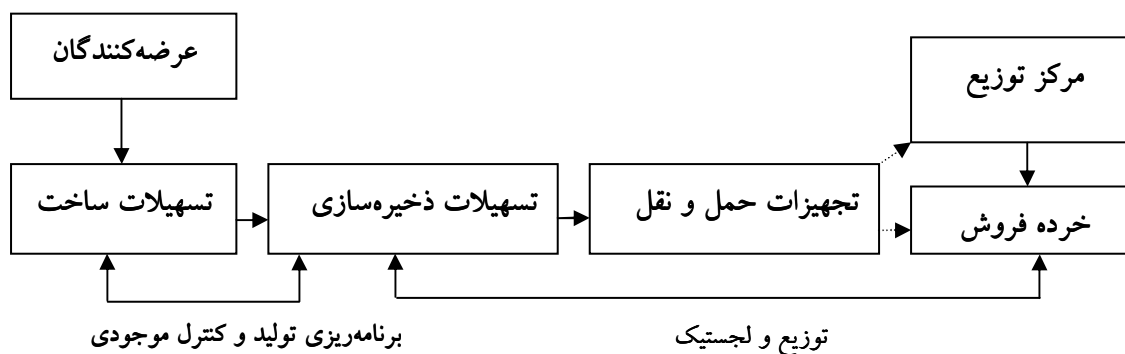 عرضه‌کنندگان
مرکز توزیع
تسهیلات ساخت
تسهیلات ذخیره‌سازی
تجهیزات حمل و نقل
خرده فروش
برنامه‌ریزی تولید و کنترل موجودی
توزیع و لجستیک